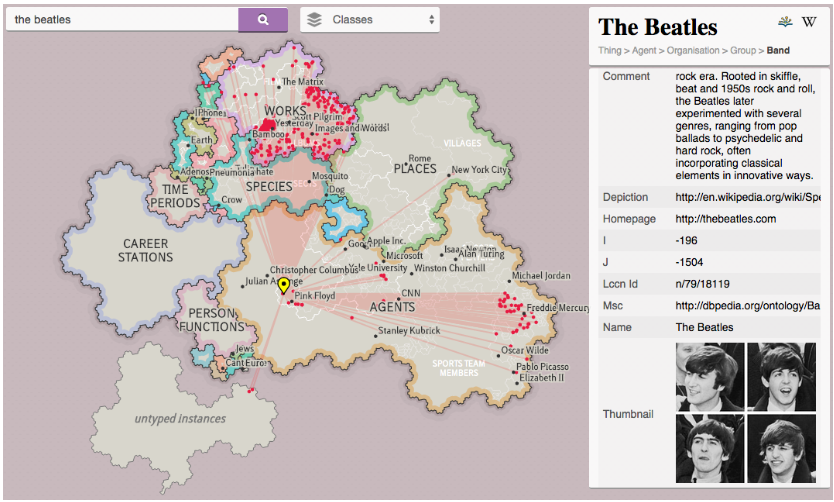 the beatles
Classes
The Matrix
WORKS
Scott Pilgrim
Yesterday
Images and Words
Bamboo
iPhone
Earth
Adenos
Pneumonia
SPECIES
Mosquito
Dog
Crow
TIME
PERIODS
VILLAGES
Rome
PLACES
New York City
CAREER
STATIONS
Apple Inc.
Isaac Newton
Alan Turing
Microsoft
Yale University
Winston Churchill
Christopher Columbus
Michael Jordan
Pink Floyd
CNN
AGENTS
Freddie Mercury
PERSON
FUNCTIONS
Stanley Kubrick
Jews
Cant
Euro
Oscar Wilde
SPORTS TEAM
MEMBERS
Pablo Picasso
Elizabeth II
untyped instances
The Beatles
W
Thing > Agent > Organisation > Group > Band
Comment
rock era. Rooted in skiffle,
beat and 1950s rock and roll,
the Beatles later
experimented with several
genres, ranging from pop
ballads to psychedelic and
hard rock, often
incorporating classical
elements in innovative ways.
Depiction http://en.wikipedia.org/wiki/Spe
Homepage http://thebeatles.com
I -196
J -1504
Lccn Id n/79/18119
Msc http://dbpedia.org/ontology/Ba
Name The Beatles
Thumbnail